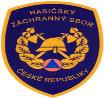 HASIČSKÝ
ZÁCHRANNÝ SBOR
ČESKÉ REPUBLIKY